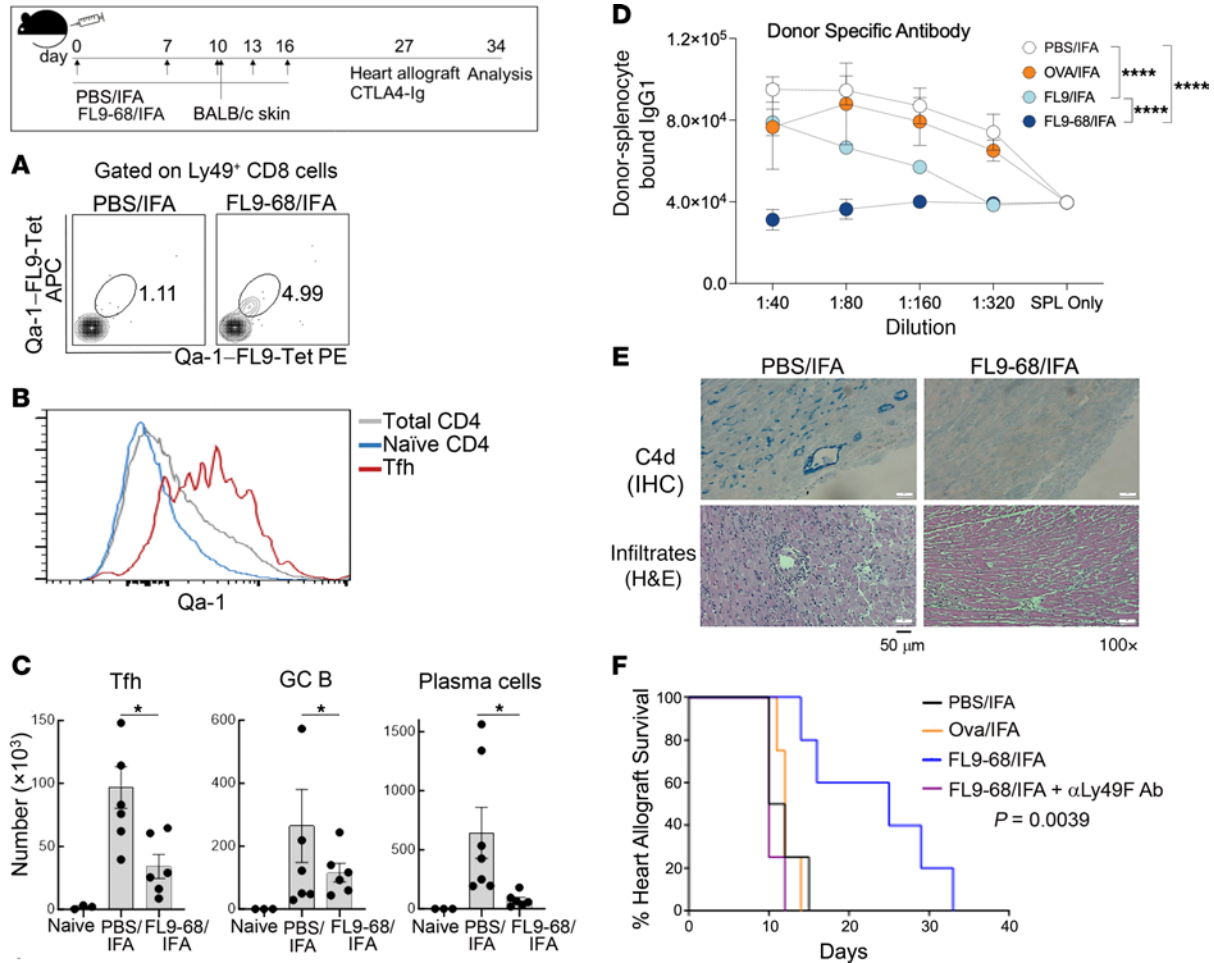 day
0 7 10 13 16 27 34
PBS/IFA
FL9-68/IFA
BALB/c skin
Heart allograft
CTLA4-Ig
Analysis
A
Gated on Ly49⁺ CD8 cells
PBS/IFA FL9-68/IFA
Qa-1–FL9-Tet
APC
1.11
4.99
Qa-1–FL9-Tet PE
B
Total CD4
Naïve CD4
Tfh
Qa-1
C
Tfh
GC B
Plasma cells
Number (×10³)
150
100
50
0
*
Naive PBS/IFA FL9-68/IFA
600
400
200
0
*
Naive PBS/IFA FL9-68/IFA
1500
1000
500
0
*
Naive PBS/IFA FL9-68/IFA
D
Donor Specific Antibody
Donor-splenocyte
bound IgG1
1.2×10⁵
8.0×10⁴
4.0×10⁴
0.0
1:40 1:80 1:160 1:320 SPL Only
Dilution
PBS/IFA
OVA/IFA
FL9/IFA
FL9-68/IFA
****
****
****
E
PBS/IFA FL9-68/IFA
C4d
(IHC)
Infiltrates
(H&E)
50 µm 100×
F
% Heart Allograft Survival
100
80
60
40
20
0
0 10 20 30 40
Days
PBS/IFA
Ova/IFA
FL9-68/IFA
FL9-68/IFA + αLy49F Ab
P = 0.0039